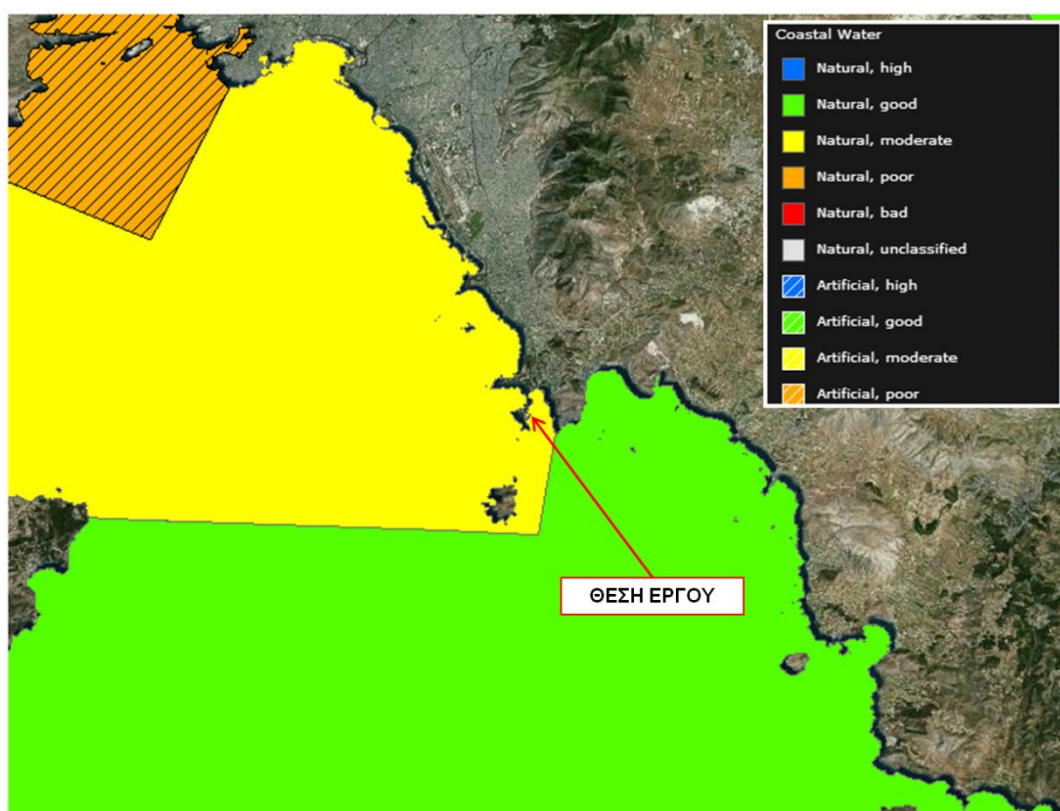 Coastal Water
Natural, high
Natural, good
Natural, moderate
Natural, poor
Natural, bad
Natural, unclassified
Artificial, high
Artificial, good
Artificial, moderate
Artificial, poor
ΘΕΣΗ ΕΡΓΟΥ